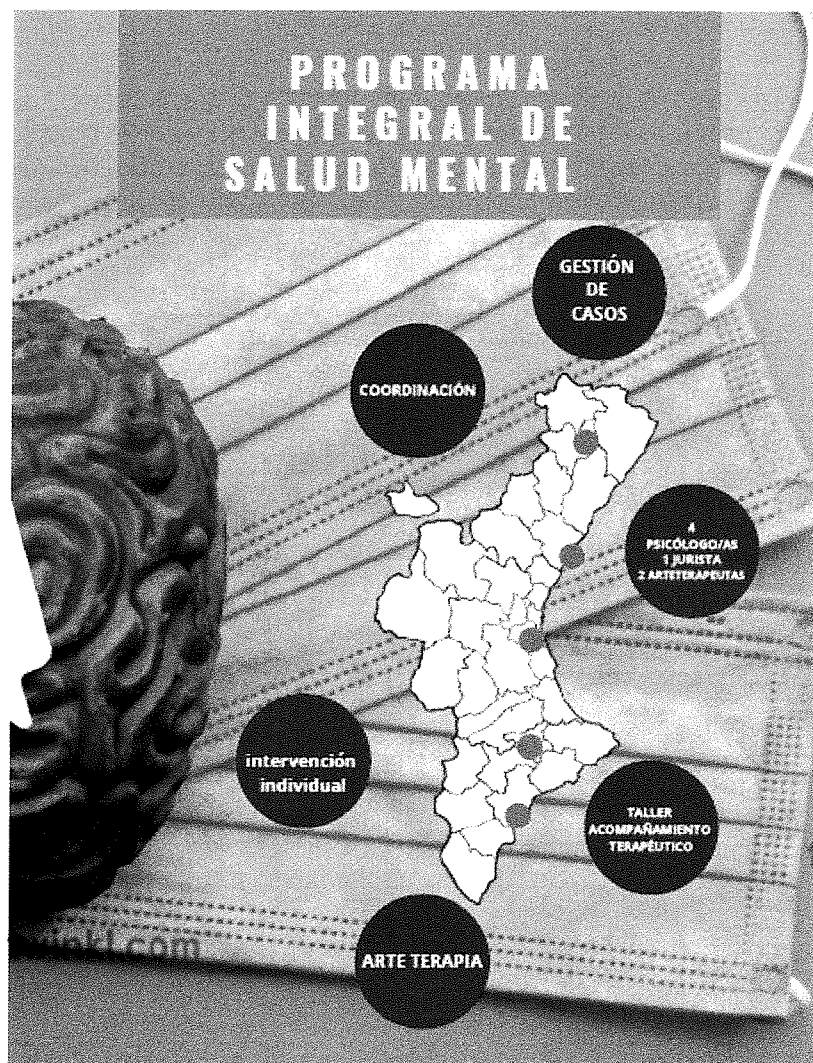 PROGRAMA
INTEGRAL DE
SALUD MENTAL
GESTIÓN
DE
CASOS
COORDINACIÓN
4
PSICÓLOGO/AS
1 JURISTA
2 ARTETERAPEUTAS
intervención
individual
TALLER
ACOMPAÑAMIENTO
TERAPÉUTICO
ARTE TERAPIA